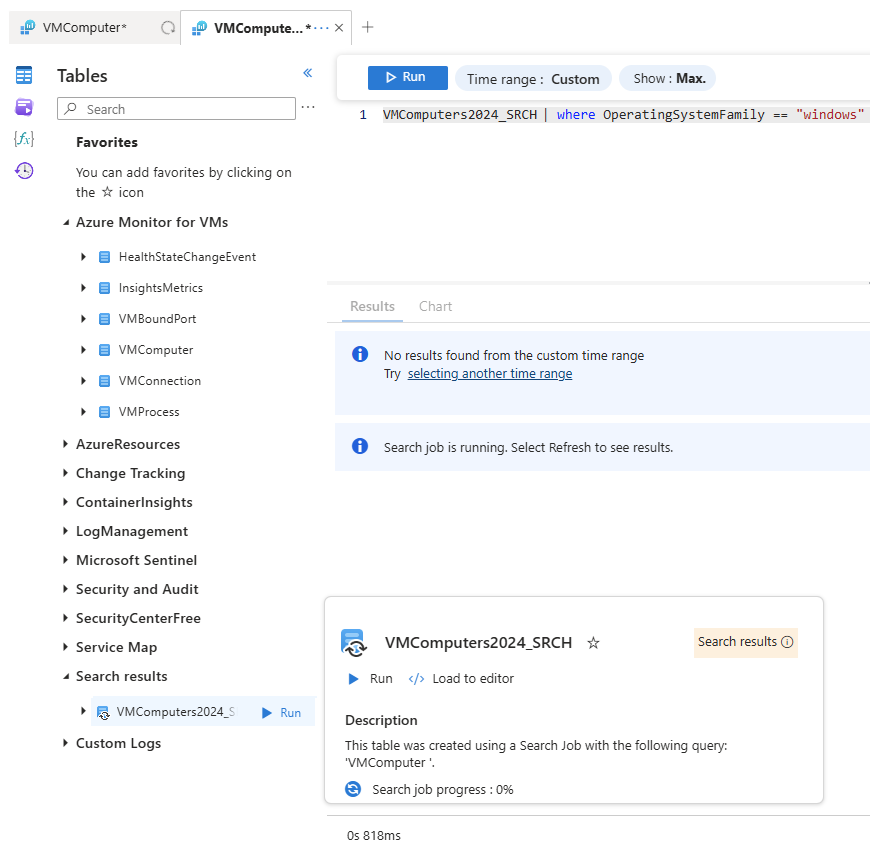 VMComputer*
VMCompute...* ···
Tables
Search
Favorites
You can add favorites by clicking on
the ☆ icon
Azure Monitor for VMs
HealthStateChangeEvent
InsightsMetrics
VMBoundPort
VMComputer
VMConnection
VMProcess
AzureResources
Change Tracking
ContainerInsights
LogManagement
Microsoft Sentinel
Security and Audit
SecurityCenterFree
Service Map
Search results
VMComputers2024_S
Run
Custom Logs
Run
Time range : Custom
Show : Max.
1 VMComputers2024_SRCH | where OperatingSystemFamily == "windows"
Results
Chart
No results found from the custom time range
Try selecting another time range
Search job is running. Select Refresh to see results.
VMComputers2024_SRCH ☆
Search results
Run
</> Load to editor
Description
This table was created using a Search Job with the following query:
'VMComputer '.
Search job progress : 0%
0s 818ms